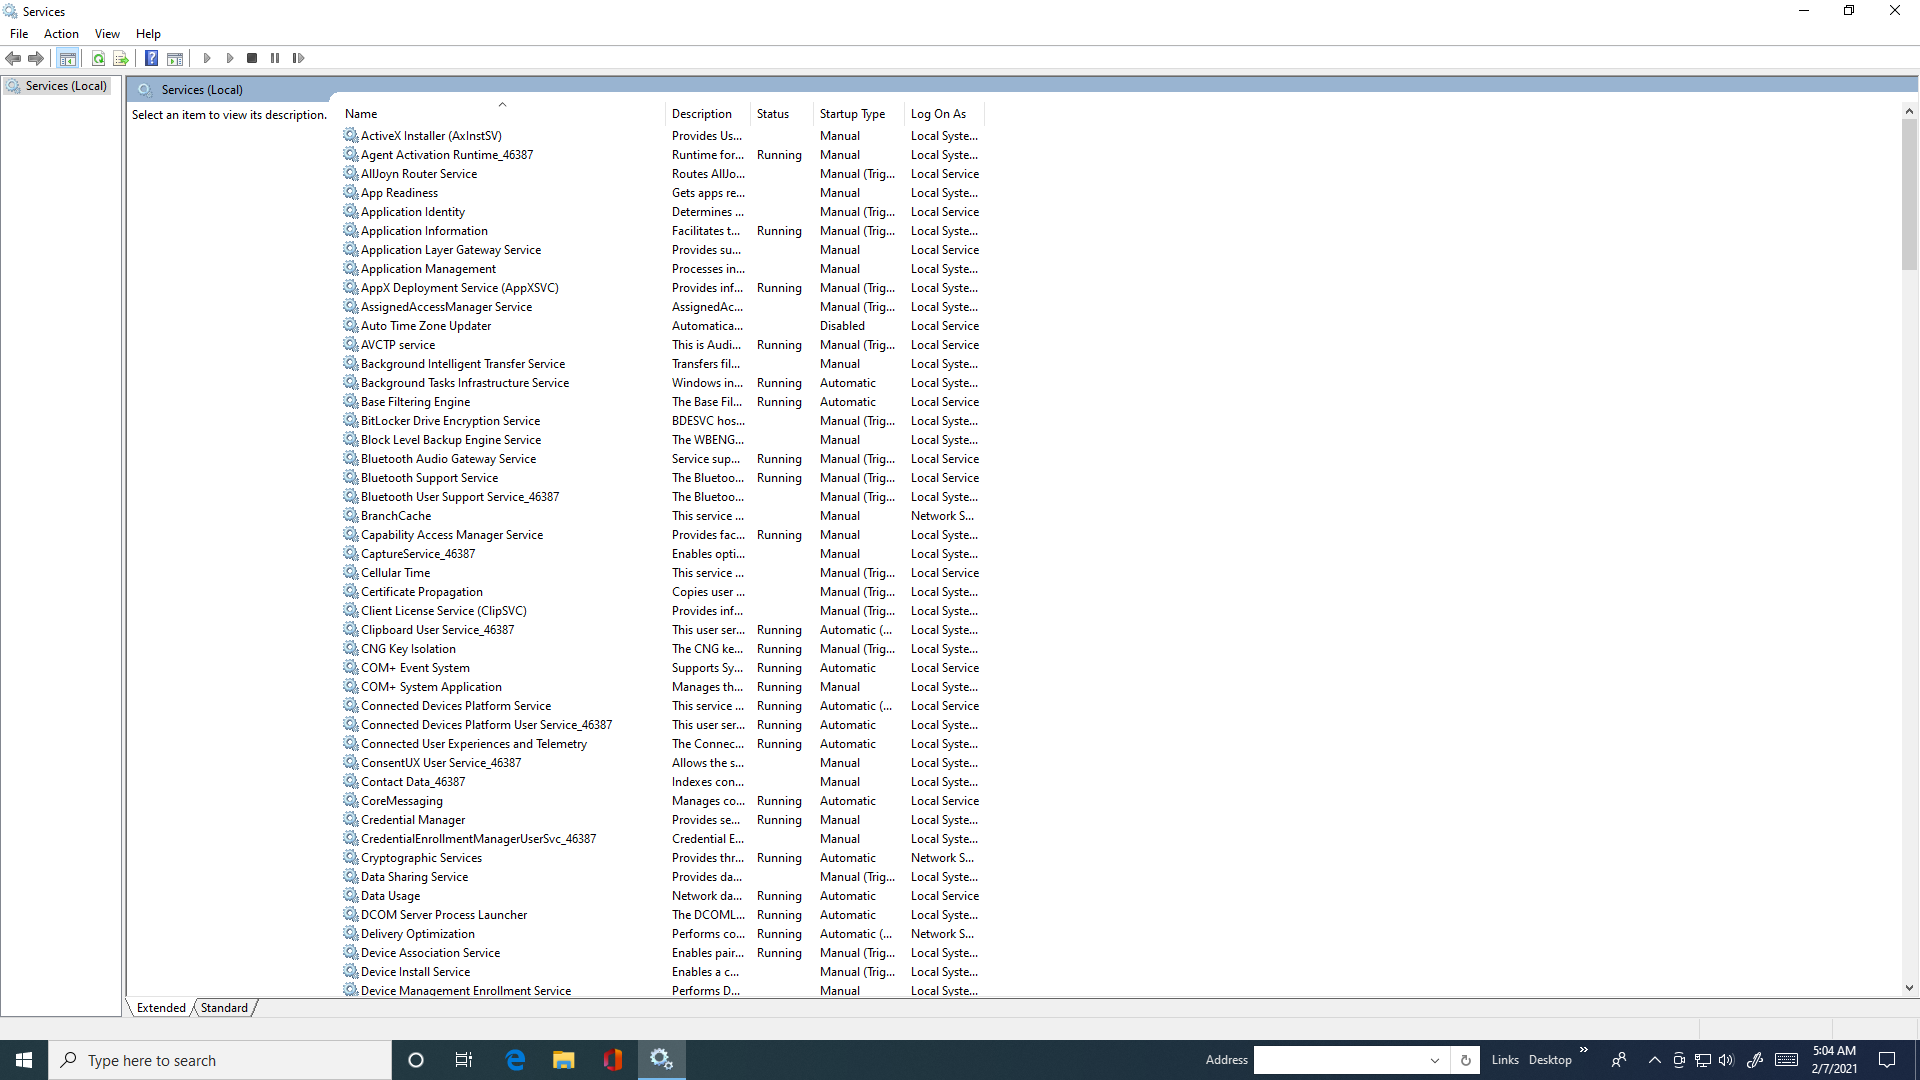 Services
File Action View Help
Services (Local)
Services (Local)
Select an item to view its description.
Name Description Status Startup Type Log On As
ActiveX Installer (AxInstSV) Provides Us... Manual Local Syste...
Agent Activation Runtime_46387 Runtime for... Running Manual Local Syste...
AllJoyn Router Service Routes AllJo... Manual (Trig... Local Service
App Readiness Gets apps re... Manual Local Syste...
Application Identity Determines ... Manual (Trig... Local Service
Application Information Facilitates t... Running Manual (Trig... Local Syste...
Application Layer Gateway Service Provides su... Manual Local Service
Application Management Processes in... Manual Local Syste...
AppX Deployment Service (AppXSVC) Provides inf... Running Manual (Trig... Local Syste...
AssignedAccessManager Service AssignedAc... Manual (Trig... Local Syste...
Auto Time Zone Updater Automatica... Disabled Local Service
AVCTP service This is Audi... Running Manual (Trig... Local Service
Background Intelligent Transfer Service Transfers fil... Manual Local Syste...
Background Tasks Infrastructure Service Windows in... Running Automatic Local Syste...
Base Filtering Engine The Base Fil... Running Automatic Local Service
BitLocker Drive Encryption Service BDESVC hos... Manual (Trig... Local Syste...
Block Level Backup Engine Service The WBENG... Manual Local Syste...
Bluetooth Audio Gateway Service Service sup... Running Manual (Trig... Local Service
Bluetooth Support Service The Bluetoo... Running Manual (Trig... Local Service
Bluetooth User Support Service_46387 The Bluetoo... Manual (Trig... Local Syste...
BranchCache This service ... Manual Network S...
Capability Access Manager Service Provides fac... Running Manual Local Syste...
CaptureService_46387 Enables opti... Manual Local Syste...
Cellular Time This service ... Manual (Trig... Local Service
Certificate Propagation Copies user ... Manual (Trig... Local Syste...
Client License Service (ClipSVC) Provides inf... Manual (Trig... Local Syste...
Clipboard User Service_46387 This user ser... Running Automatic (... Local Syste...
CNG Key Isolation The CNG ke... Running Manual (Trig... Local Syste...
COM+ Event System Supports Sy... Running Automatic Local Service
COM+ System Application Manages th... Running Manual Local Syste...
Connected Devices Platform Service This service ... Running Automatic (... Local Service
Connected Devices Platform User Service_46387 This user ser... Running Automatic Local Syste...
Connected User Experiences and Telemetry The Connec... Running Automatic Local Syste...
ConsentUX User Service_46387 Allows the s... Manual Local Syste...
Contact Data_46387 Indexes con... Manual Local Syste...
CoreMessaging Manages co... Running Automatic Local Service
Credential Manager Provides se... Running Manual Local Syste...
CredentialEnrollmentManagerUserSvc_46387 Credential E... Manual Local Syste...
Cryptographic Services Provides thr... Running Automatic Network S...
Data Sharing Service Provides da... Manual (Trig... Local Syste...
Data Usage Network da... Running Automatic Local Service
DCOM Server Process Launcher The DCOML... Running Automatic Local Syste...
Delivery Optimization Performs co... Running Automatic (... Network S...
Device Association Service Enables pair... Running Manual (Trig... Local Syste...
Device Install Service Enables a c... Manual (Trig... Local Syste...
Device Management Enrollment Service Performs D... Manual Local Syste...
Extended Standard
Type here to search
Address
Links Desktop »
5:04 AM
2/7/2021